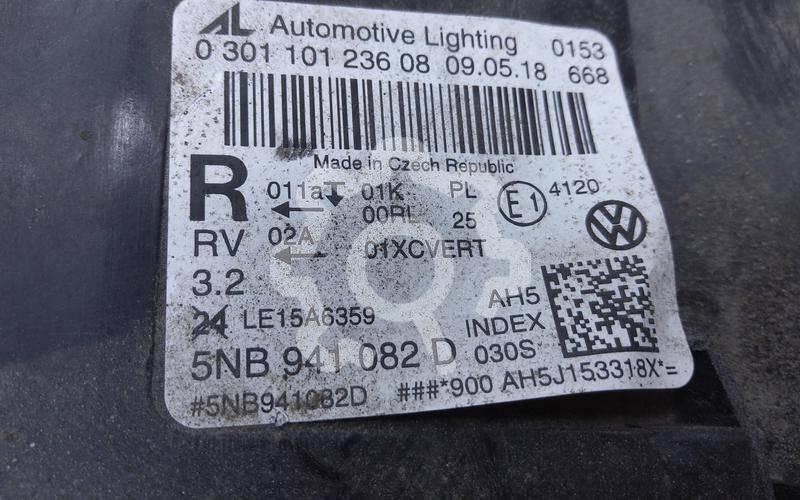 AL Automotive Lighting 0153
0 301 101 236 08 09.05.18 668
Made in Czech Republic
R 011a 01K PL E1 4120
00RL 25
RV 02A 01XCVERT
3.2
24 LE15A6359 AH5
INDEX
5NB 941 082 D 030S
#5NB941082D ###*900 AH5J153318X*=